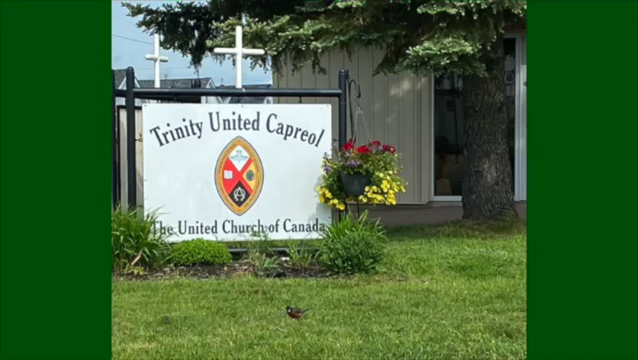 Trinity United Capreol
The United Church of Canada